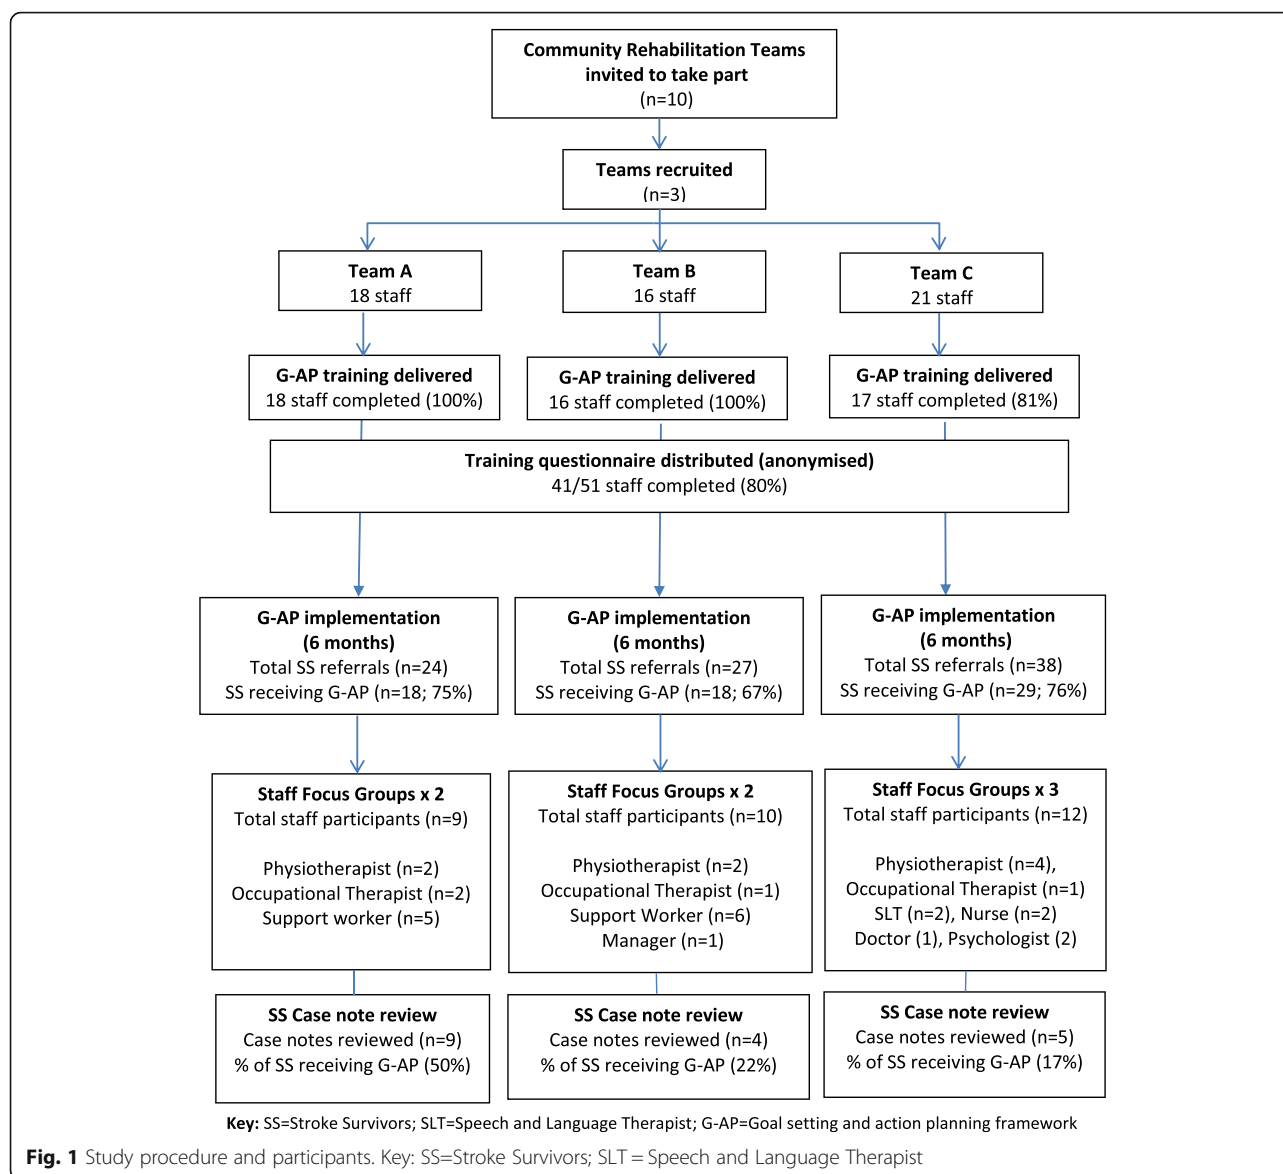 Community Rehabilitation Teams
invited to take part
(n=10)
Teams recruited
(n=3)
Team A
18 staff
Team B
16 staff
Team C
21 staff
G-AP training delivered
18 staff completed (100%)
G-AP training delivered
16 staff completed (100%)
G-AP training delivered
17 staff completed (81%)
Training questionnaire distributed (anonymised)
41/51 staff completed (80%)
G-AP implementation
(6 months)
Total SS referrals (n=24)
SS receiving G-AP (n=18; 75%)
G-AP implementation
(6 months)
Total SS referrals (n=27)
SS receiving G-AP (n=18; 67%)
G-AP implementation
(6 months)
Total SS referrals (n=38)
SS receiving G-AP (n=29; 76%)
Staff Focus Groups x 2
Total staff participants (n=9)
Physiotherapist (n=2)
Occupational Therapist (n=2)
Support worker (n=5)
Staff Focus Groups x 2
Total staff participants (n=10)
Physiotherapist (n=2)
Occupational Therapist (n=1)
Support Worker (n=6)
Manager (n=1)
Staff Focus Groups x 3
Total staff participants (n=12)
Physiotherapist (n=4),
Occupational Therapist (n=1)
SLT (n=2), Nurse (n=2)
Doctor (1), Psychologist (2)
SS Case note review
Case notes reviewed (n=9)
% of SS receiving G-AP (50%)
SS Case note review
Case notes reviewed (n=4)
% of SS receiving G-AP (22%)
SS Case note review
Case notes reviewed (n=5)
% of SS receiving G-AP (17%)
Key: SS=Stroke Survivors; SLT=Speech and Language Therapist; G-AP=Goal setting and action planning framework
Fig. 1 Study procedure and participants. Key: SS=Stroke Survivors; SLT = Speech and Language Therapist